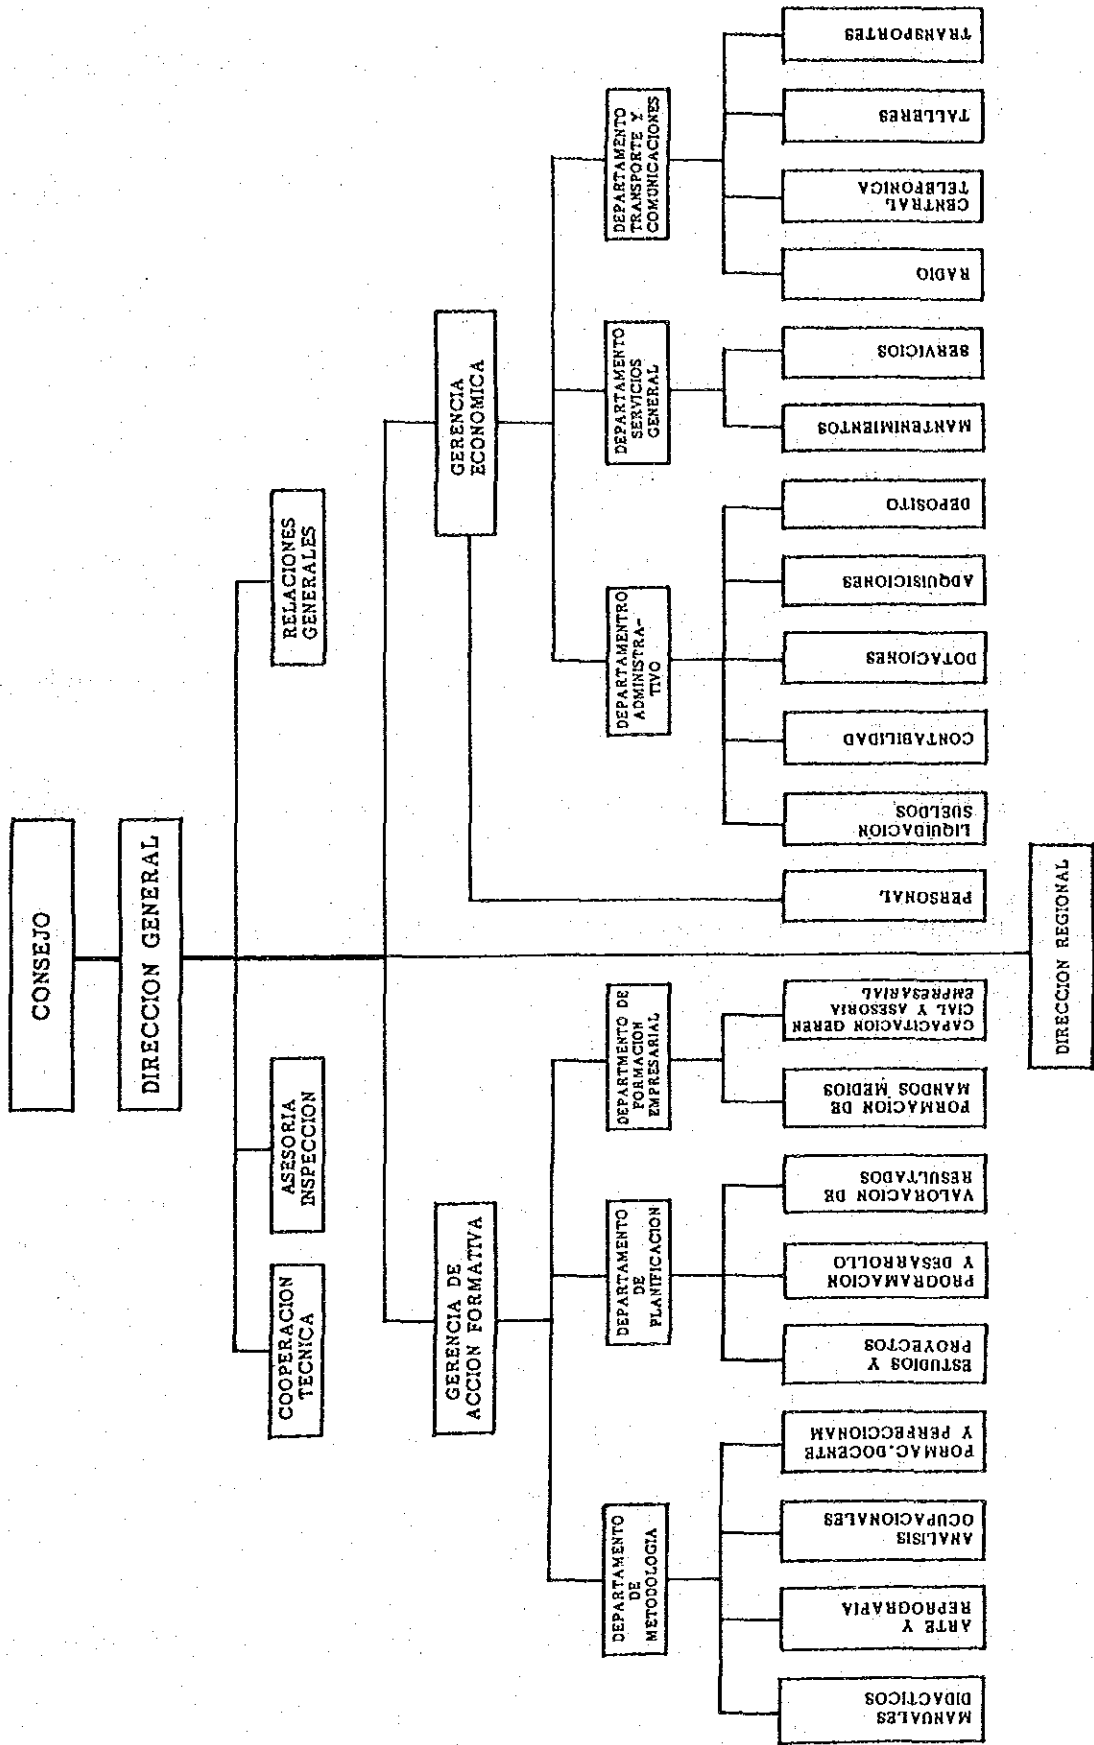 CONSEJO
DIRECCION GENERAL
COOPERACION
TECNICA
ASESORIA
INSPECCION
RELACIONES
GENERALES
GERENCIA DE
ACCION FORMATIVA
GERENCIA
ECONOMICA
DEPARTAMENTO
DE
METODOLOGIA
DEPARTAMENTO
DE
PLANIFICACION
DEPARTMENTO DE
FORMACION
EMPRESARIAL
DEPARTAMENTRO
ADMINISTRA-
TIVO
DEPARTAMENTO
SERVICIOS
GENERAL
DEPARTAMENTO
TRANSPORTE Y
COMUNICACIONES
MANUALES
DIDACTICOS
ARTE Y
REPROGRAFIA
ANALISIS
OCUPACIONALES
FORMAC.DOCENTE
Y PERFECCIONAM
ESTUDIOS Y
PROYECTOS
PROGRAMACION
Y DESARROLLO
VALORACION DE
RESULTADOS
FORMACION DE
MANDOS MEDIOS
CAPACITACION GEREN
CIAL Y ASESORIA
EMPRESARIAL
PERSONAL
LIQUIDACION
SUELDOS
CONTABILIDAD
DOTACIONES
ADQUISICIONES
DEPOSITO
MANTENIMIENTOS
SERVICIOS
RADIO
CENTRAL
TELEFONICA
TALLERES
TRANSPORTES
DIRECCION REGIONAL